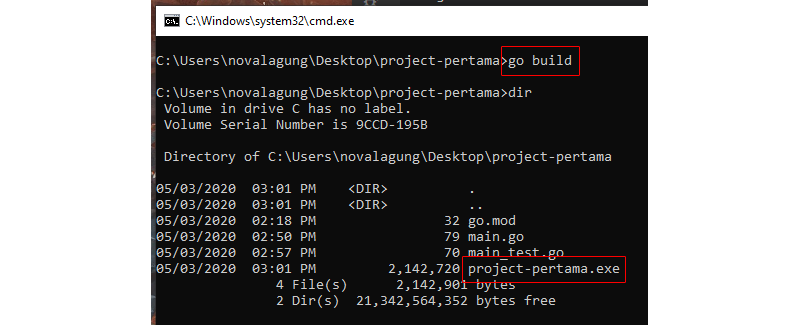 C:\Windows\system32\cmd.exe
C:\Users\novalagung\Desktop\project-pertama>go build
C:\Users\novalagung\Desktop\project-pertama>dir
Volume in drive C has no label.
Volume Serial Number is 9CCD-195B
Directory of C:\Users\novalagung\Desktop\project-pertama
05/03/2020  03:01 PM    <DIR>          .
05/03/2020  03:01 PM    <DIR>          ..
05/03/2020  02:18 PM                32 go.mod
05/03/2020  02:50 PM                79 main.go
05/03/2020  02:57 PM                70 main_test.go
05/03/2020  03:01 PM         2,142,720 project-pertama.exe
4 File(s)      2,142,901 bytes
2 Dir(s)  21,342,564,352 bytes free